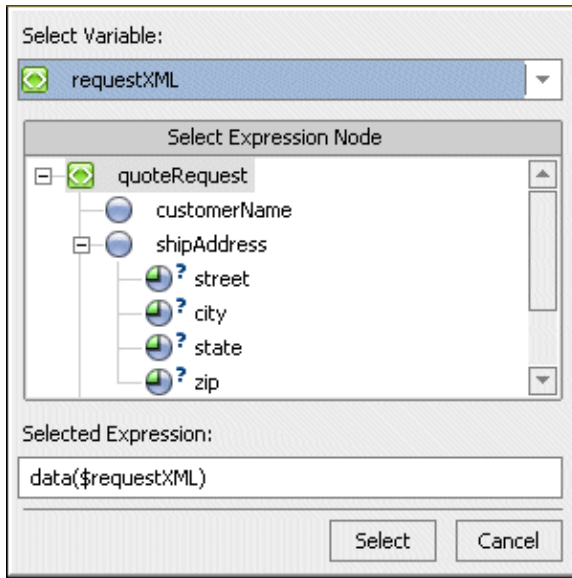 Select Variable:
requestXML
Select Expression Node
quoteRequest
customerName
shipAddress
? street
? city
? state
? zip
Selected Expression:
data($requestXML)
Select Cancel